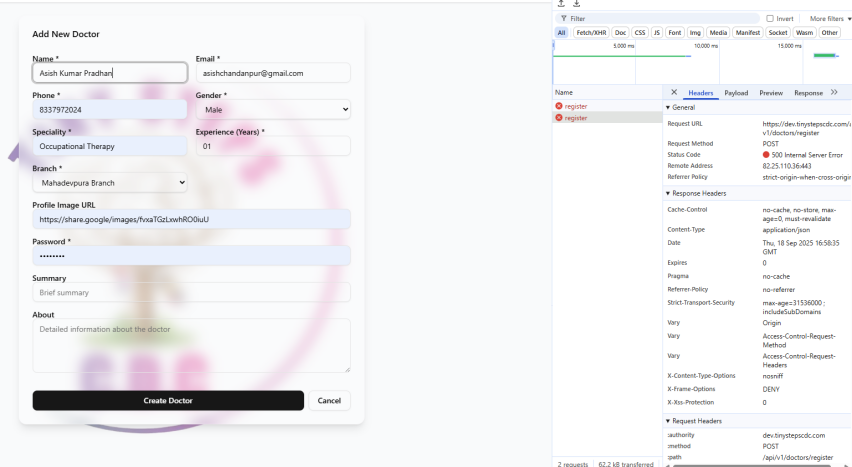 Add New Doctor
Name *
Email *
Asish Kumar Pradhan
asishchandanpur@gmail.com
Phone *
Gender *
8337972024
Male
Speciality *
Experience (Years) *
Occupational Therapy
01
Branch *
Mahadevpura Branch
Profile Image URL
https://share.google/images/fvxaTGzLxwhRO0iuU
Password *
••••••••
Summary
Brief summary
About
Detailed information about the doctor
Create Doctor
Cancel
Filter
Invert
More filters
All
Fetch/XHR
Doc
CSS
JS
Font
Img
Media
Manifest
Socket
Wasm
Other
5,000 ms
10,000 ms
15,000 ms
Name
register
register
Headers
Payload
Preview
Response
General
Request URL
https://dev.tinystepscdc.com/
v1/doctors/register
Request Method
POST
Status Code
500 Internal Server Error
Remote Address
82.25.110.36:443
Referrer Policy
strict-origin-when-cross-origin
Response Headers
Cache-Control
no-cache, no-store, max-
age=0, must-revalidate
Content-Type
application/json
Date
Thu, 18 Sep 2025 16:58:35
GMT
Expires
0
Pragma
no-cache
Referrer-Policy
no-referrer
Strict-Transport-Security
max-age=31536000 ;
includeSubDomains
Vary
Origin
Vary
Access-Control-Request-
Method
Vary
Access-Control-Request-
Headers
X-Content-Type-Options
nosniff
X-Frame-Options
DENY
X-Xss-Protection
0
Request Headers
:authority
dev.tinystepscdc.com
:method
POST
:path
/api/v1/doctors/register
2 requests
62.2 kB transferred